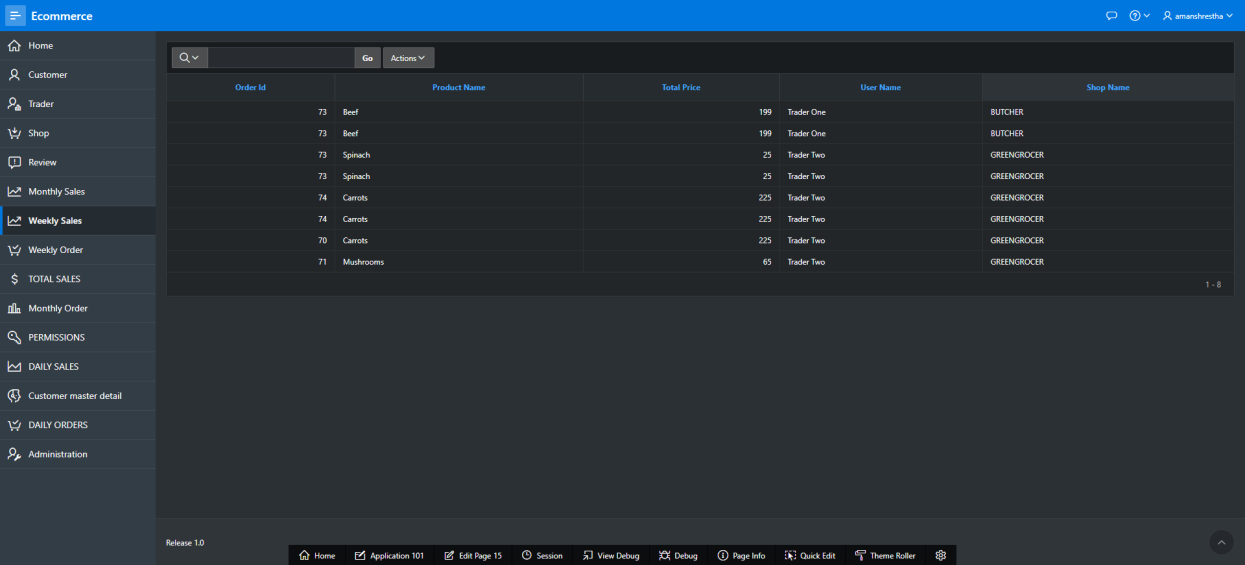 Ecommerce
amanshrestha
Home
Customer
Trader
Shop
Review
Monthly Sales
Weekly Sales
Weekly Order
TOTAL SALES
Monthly Order
PERMISSIONS
DAILY SALES
Customer master detail
DAILY ORDERS
Administration
Go Actions
Order Id Product Name Total Price User Name Shop Name
73 Beef 199 Trader One BUTCHER
73 Beef 199 Trader One BUTCHER
73 Spinach 25 Trader Two GREENGROCER
73 Spinach 25 Trader Two GREENGROCER
74 Carrots 225 Trader Two GREENGROCER
74 Carrots 225 Trader Two GREENGROCER
70 Carrots 225 Trader Two GREENGROCER
71 Mushrooms 65 Trader Two GREENGROCER
1 - 8
Release 1.0
Home Application 101 Edit Page 15 Session View Debug Debug Page Info Quick Edit Theme Roller